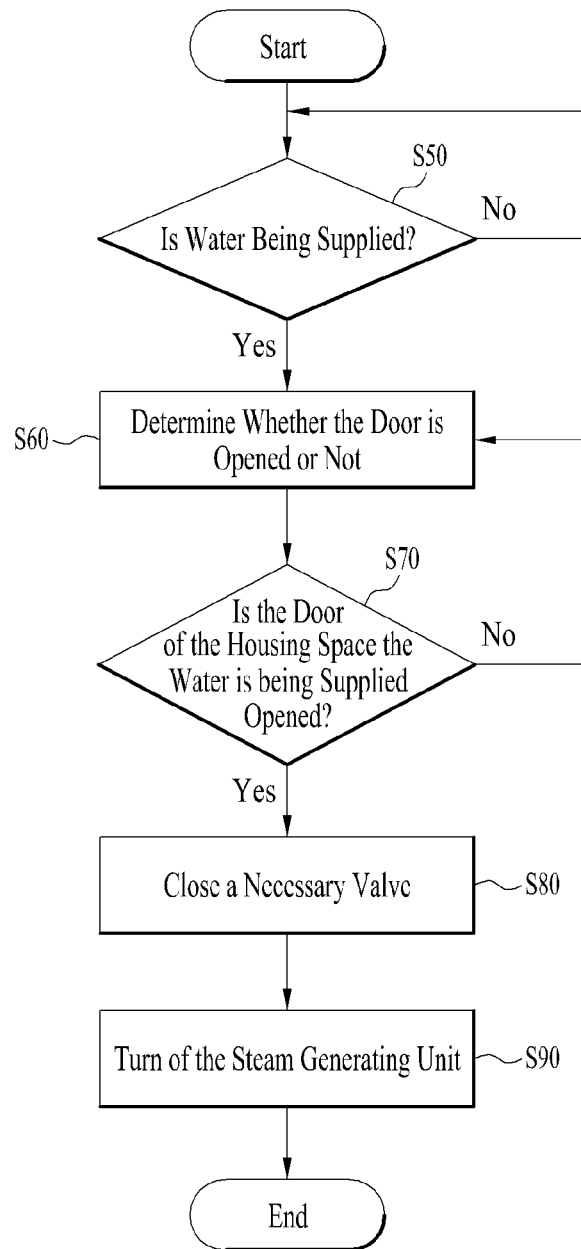 Start
S50
Is Water Being Supplied?
No
Yes
S60
Determine Whether the Door is
Opened or Not
S70
Is the Door
of the Housing Space the
Water is being Supplied
Opened?
No
Yes
Close a Necessary Valve
S80
Turn of the Steam Generating Unit
S90
End